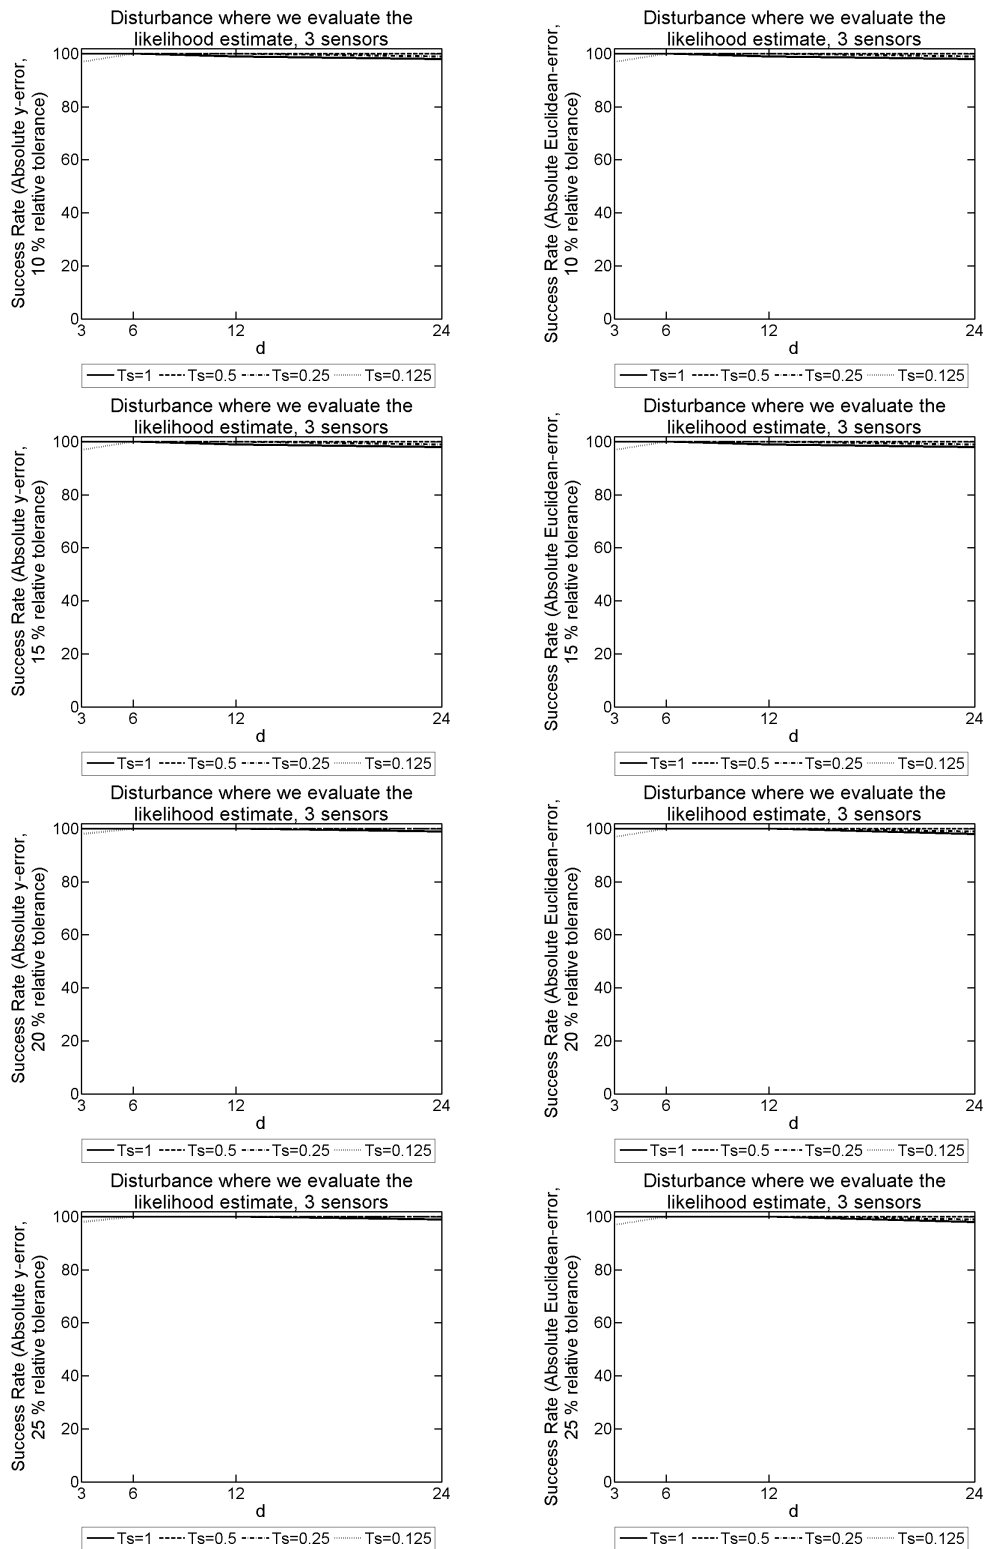 Disturbance where we evaluate the
likelihood estimate, 3 sensors
Success Rate (Absolute y-error,
10 % relative tolerance)
100
80
60
40
20
0
3 6 12 24
d
Ts=1 Ts=0.5 Ts=0.25 Ts=0.125
Disturbance where we evaluate the
likelihood estimate, 3 sensors
Success Rate (Absolute Euclidean-error,
10 % relative tolerance)
100
80
60
40
20
0
3 6 12 24
d
Ts=1 Ts=0.5 Ts=0.25 Ts=0.125
Disturbance where we evaluate the
likelihood estimate, 3 sensors
Success Rate (Absolute y-error,
15 % relative tolerance)
100
80
60
40
20
0
3 6 12 24
d
Ts=1 Ts=0.5 Ts=0.25 Ts=0.125
Disturbance where we evaluate the
likelihood estimate, 3 sensors
Success Rate (Absolute Euclidean-error,
15 % relative tolerance)
100
80
60
40
20
0
3 6 12 24
d
Ts=1 Ts=0.5 Ts=0.25 Ts=0.125
Disturbance where we evaluate the
likelihood estimate, 3 sensors
Success Rate (Absolute y-error,
20 % relative tolerance)
100
80
60
40
20
0
3 6 12 24
d
Ts=1 Ts=0.5 Ts=0.25 Ts=0.125
Disturbance where we evaluate the
likelihood estimate, 3 sensors
Success Rate (Absolute Euclidean-error,
20 % relative tolerance)
100
80
60
40
20
0
3 6 12 24
d
Ts=1 Ts=0.5 Ts=0.25 Ts=0.125
Disturbance where we evaluate the
likelihood estimate, 3 sensors
Success Rate (Absolute y-error,
25 % relative tolerance)
100
80
60
40
20
0
3 6 12 24
d
Ts=1 Ts=0.5 Ts=0.25 Ts=0.125
Disturbance where we evaluate the
likelihood estimate, 3 sensors
Success Rate (Absolute Euclidean-error,
25 % relative tolerance)
100
80
60
40
20
0
3 6 12 24
d
Ts=1 Ts=0.5 Ts=0.25 Ts=0.125